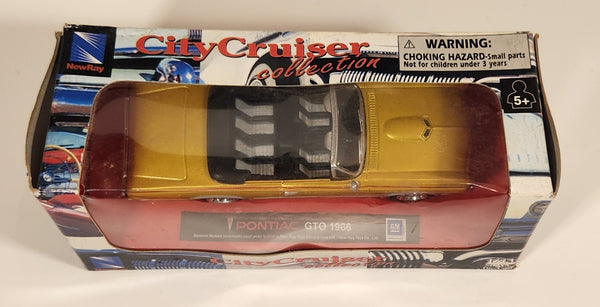 NewRay
CityCruiser
collection
WARNING:
CHOKING HAZARD-Small parts
Not for children under 3 years
5+
PONTIAC GTO 1966
GM
CityCruiser
collection